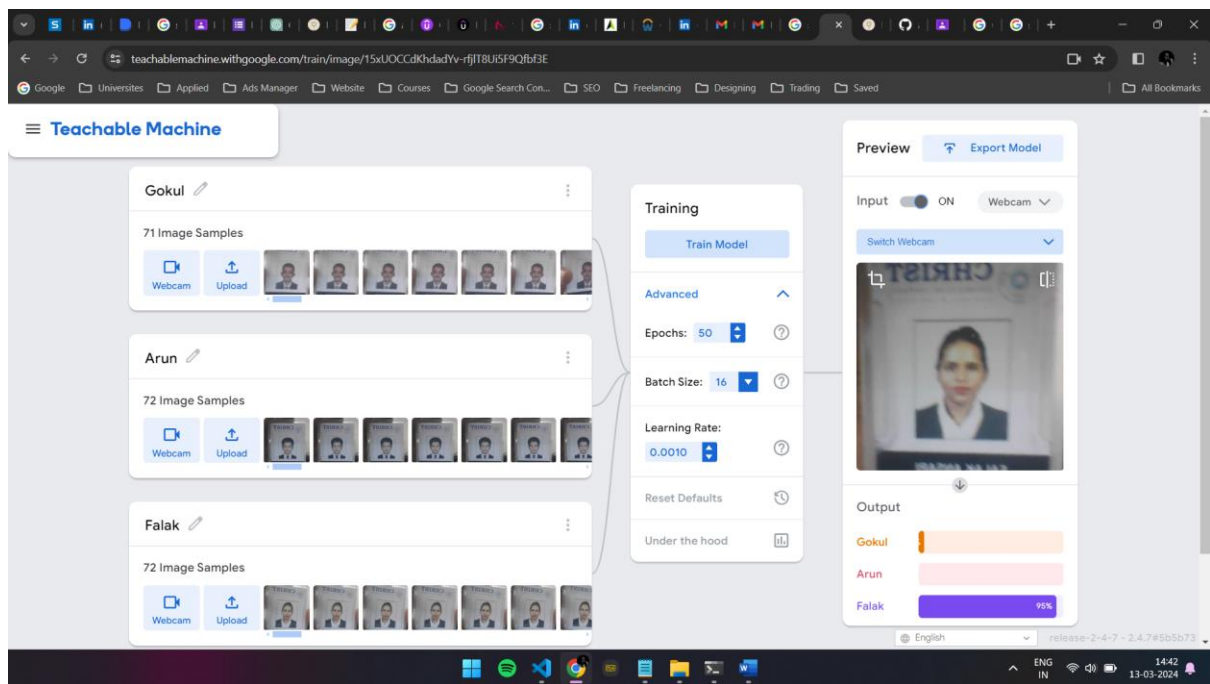 teachablemachine.withgoogle.com/train/image/15xUOCCdKhdadYv-rfjlT8Ui5F9Qfbf3E
Google Universites Applied Ads Manager Website Courses Google Search Con... SEO Freelancing Designing Trading Saved All Bookmarks
Teachable Machine
Gokul
71 Image Samples
Webcam Upload
Arun
72 Image Samples
Webcam Upload
Falak
72 Image Samples
Webcam Upload
Training
Train Model
Advanced
Epochs: 50
Batch Size: 16
Learning Rate:
0.0010
Reset Defaults
Under the hood
Preview Export Model
Input ON Webcam
Switch Webcam
CHRIST
Output
Gokul
Arun
Falak 95%
English release-2-4-7 - 2.4.7#5b5b73
ENG
IN
14:42
13-03-2024